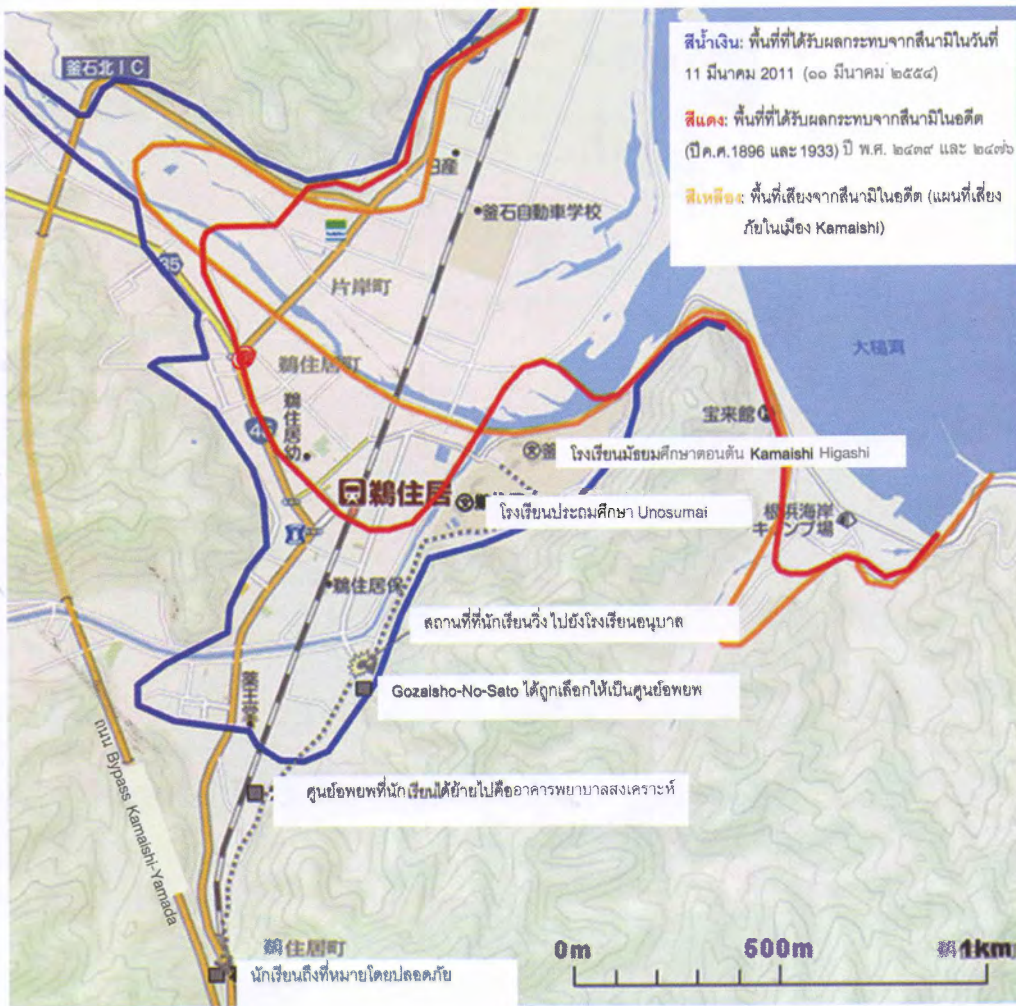 สีน้ำเงิน: พื้นที่ที่ได้รับผลกระทบจากสึนามิในวันที่
11 มีนาคม 2011 (๑๑ มีนาคม ๒๕๕๔)
สีแดง: พื้นที่ที่ได้รับผลกระทบจากสึนามิในอดีต
(ปี ค.ศ.1896 และ 1933) ปี พ.ศ. ๒๔๓๙ และ ๒๔๗๖
สีเหลือง: พื้นที่เสี่ยงจากสึนามิในอดีต (แผนที่เสี่ยง
ภัยในเมือง Kamaishi)
釜石北IC
日産
釜石自動車学校
35
片岸町
大槌湾
鵜住居町
鵜住居幼
45
宝来館
โรงเรียนมัธยมศึกษาตอนต้น Kamaishi Higashi
鵜住居
โรงเรียนประถมศึกษา Unosumai
根浜海岸
キャンプ場
鵜住居保
สถานที่ที่นักเรียนวิ่ง ไปยังโรงเรียนอนุบาล
Gozaisho-No-Sato ได้ถูกเลือกให้เป็นศูนย์อพยพ
薬王堂
ศูนย์อพยพที่นักเรียนได้ย้ายไปคืออาคารพยาบาลสงเคราะห์
ถนน Bypass Kamaishi-Yamada
鵜住居町
0m 500m 1km
นักเรียนถึงที่หมายโดยปลอดภัย